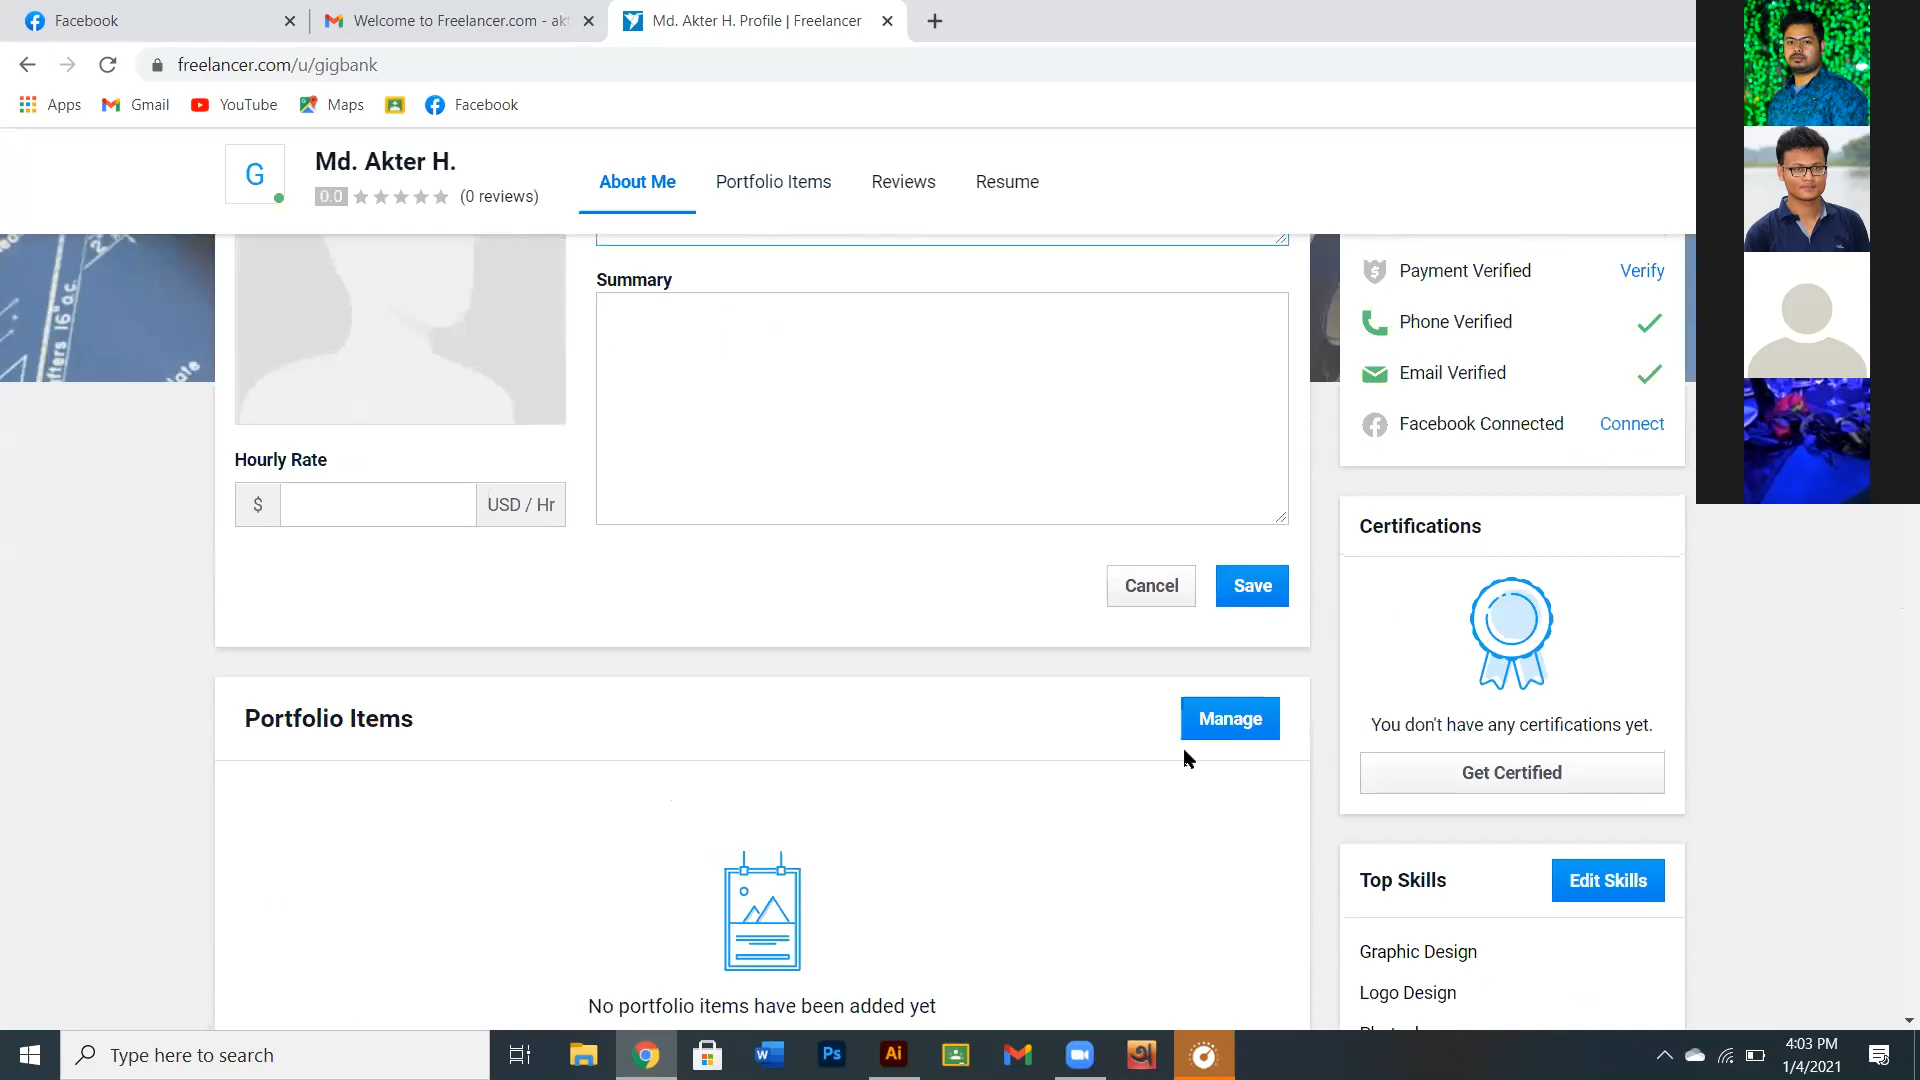 Facebook
Welcome to Freelancer.com - akt
Md. Akter H. Profile | Freelancer
freelancer.com/u/gigbank
Apps
Gmail
YouTube
Maps
Facebook
G
Md. Akter H.
0.0
(0 reviews)
About Me
Portfolio Items
Reviews
Resume
Summary
Hourly Rate
$
USD / Hr
Cancel
Save
Payment Verified
Verify
Phone Verified
Email Verified
Facebook Connected
Connect
Certifications
You don't have any certifications yet.
Get Certified
Portfolio Items
Manage
No portfolio items have been added yet
Top Skills
Edit Skills
Graphic Design
Logo Design
Type here to search
Ps
Ai
4:03 PM
1/4/2021